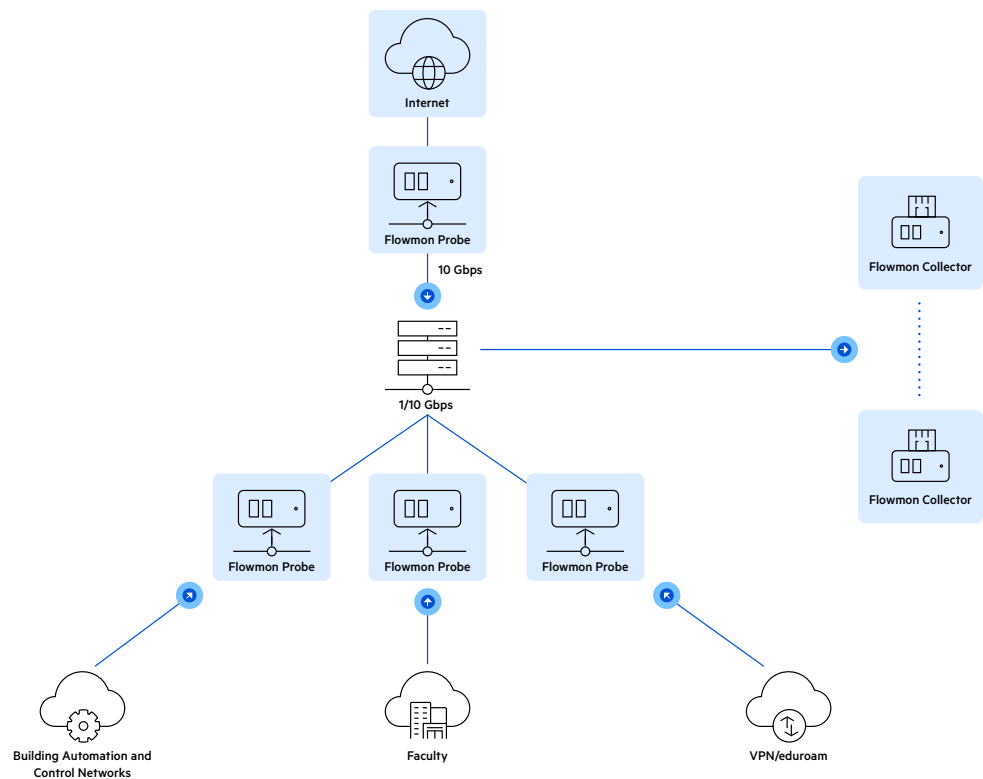 Internet
Flowmon Probe
10 Gbps
Flowmon Collector
1/10 Gbps
Flowmon Collector
Flowmon Probe
Flowmon Probe
Flowmon Probe
Building Automation and
Control Networks
Faculty
VPN/eduroam